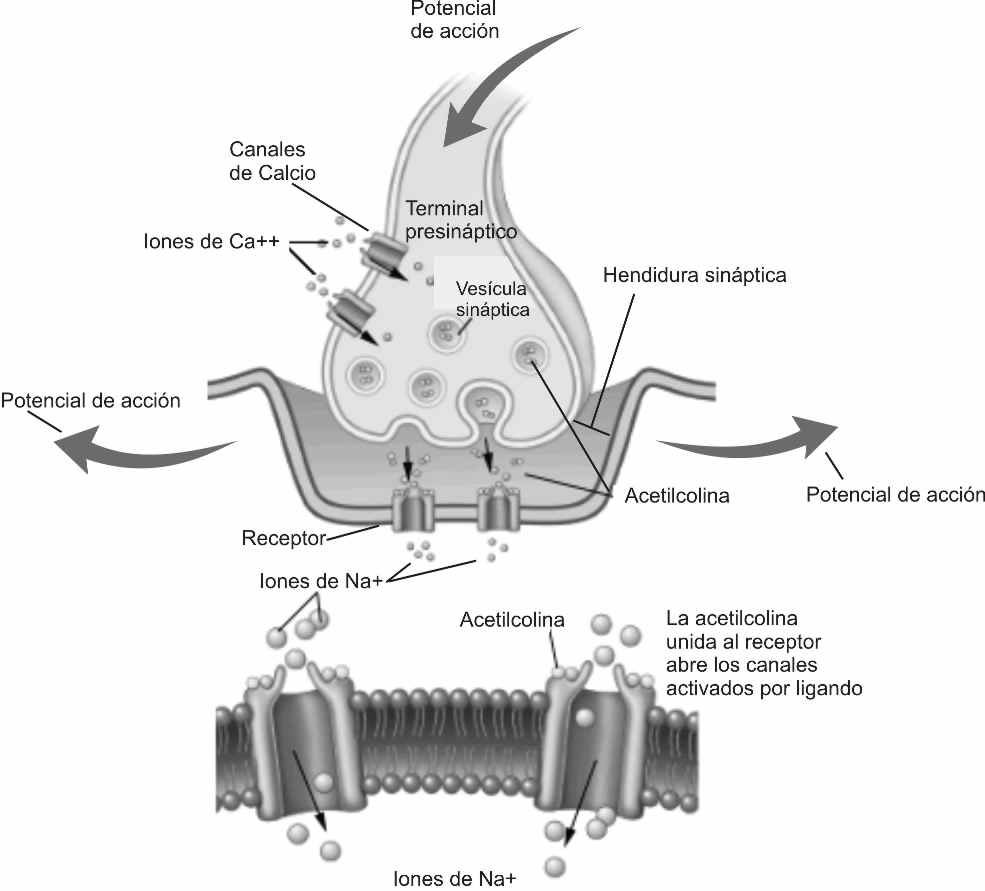 Potencial
de acción
Canales
de Calcio
Terminal
presináptico
Iones de Ca++
Hendidura sináptica
Vesícula
sináptica
Potencial de acción
Acetilcolina
Potencial de acción
Receptor
Iones de Na+
Acetilcolina
La acetilcolina
unida al receptor
abre los canales
activados por ligando
Iones de Na+